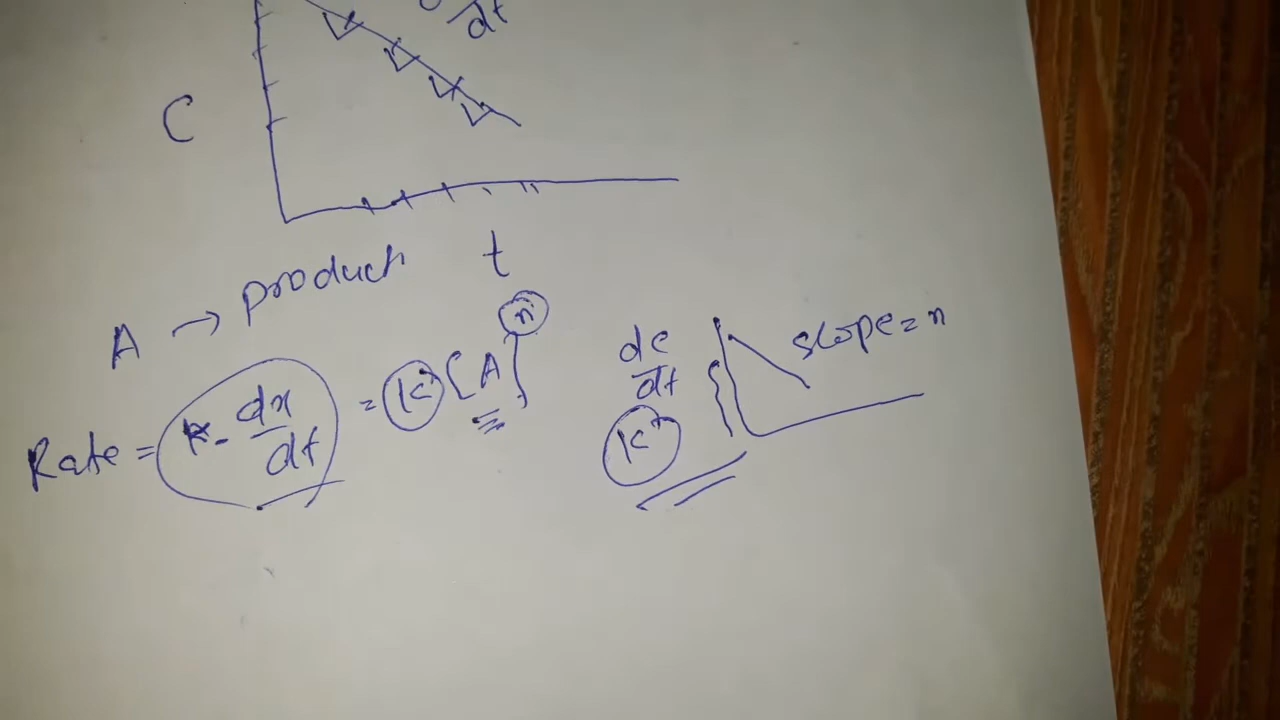 dt
C
t
A → product
Rate = - dx/dt = K [A]^n
dc/dt
slope = n
K